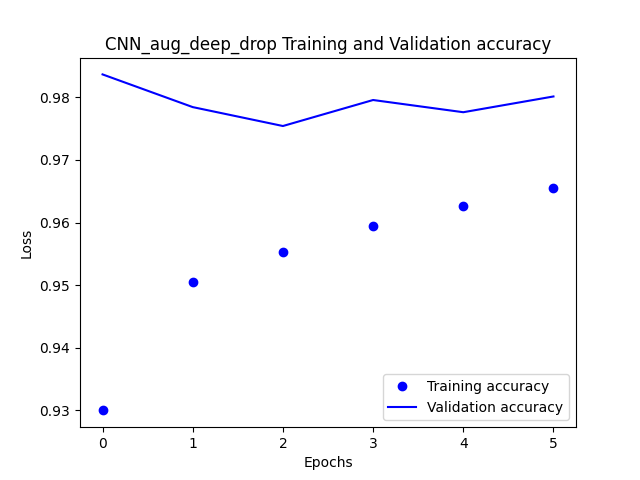 CNN_aug_deep_drop Training and Validation accuracy
0.98
0.97
0.96
0.95
0.94
0.93
Loss
0 1 2 3 4 5
Epochs
Training accuracy
Validation accuracy